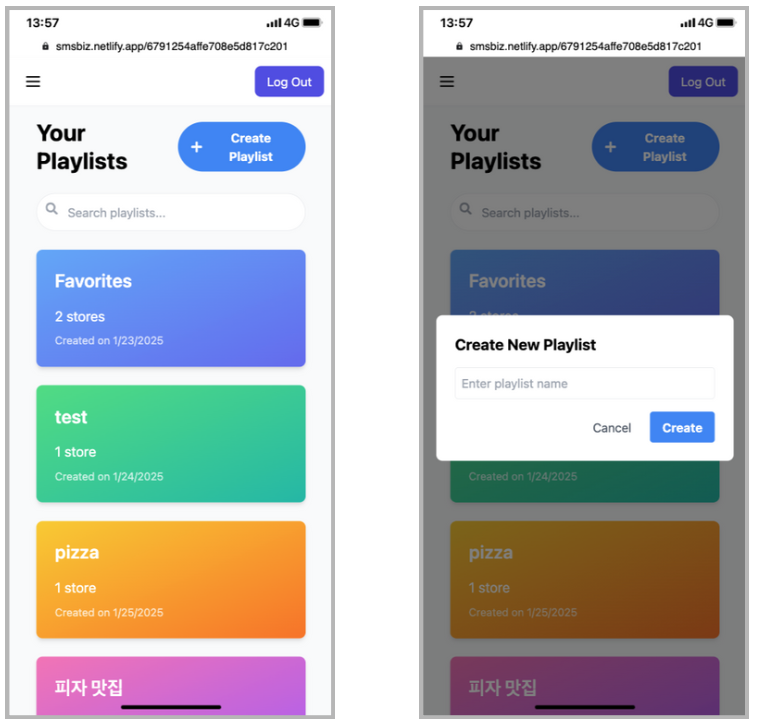 13:57
4G
smsbiz.netlify.app/6791254affe708e5d817c201
Log Out
Your
Playlists
+ Create
Playlist
Search playlists...
Favorites
2 stores
Created on 1/23/2025
test
1 store
Created on 1/24/2025
pizza
1 store
Created on 1/25/2025
피자 맛집
13:57
4G
smsbiz.netlify.app/6791254affe708e5d817c201
Log Out
Your
Playlists
+ Create
Playlist
Search playlists...
Favorites
2 stores
Create New Playlist
Enter playlist name
Cancel
Create
Created on 1/24/2025
pizza
1 store
Created on 1/25/2025
피자 맛집